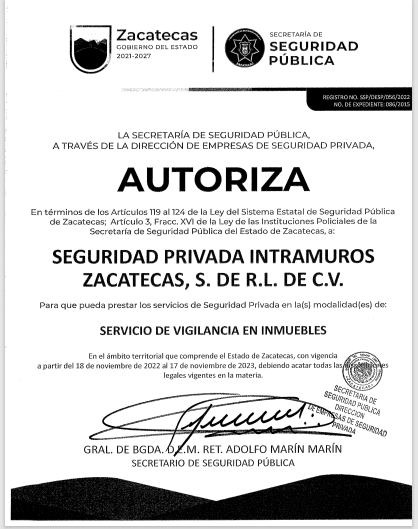 Zacatecas
GOBIERNO DEL ESTADO
2021-2027
SECRETARÍA DE
SEGURIDAD
PÚBLICA
REGISTRO NO. SSP/DESP/056/2022
NO. DE EXPEDIENTE: 086/2015
LA SECRETARÍA DE SEGURIDAD PÚBLICA,
A TRAVÉS DE LA DIRECCIÓN DE EMPRESAS DE SEGURIDAD PRIVADA,
AUTORIZA
En términos de los Artículos 119 al 124 de la Ley del Sistema Estatal de Seguridad Pública
de Zacatecas; Artículo 3, Fracc. XVI de la Ley de las Instituciones Policiales de la
Secretaría de Seguridad Pública del Estado de Zacatecas, a:
SEGURIDAD PRIVADA INTRAMUROS
ZACATECAS, S. DE R.L. DE C.V.
Para que pueda prestar los servicios de Seguridad Privada en la(s) modalidad(es) de:
SERVICIO DE VIGILANCIA EN INMUEBLES
En el ámbito territorial que comprende el Estado de Zacatecas, con vigencia
a partir del 18 de noviembre de 2022 al 17 de noviembre de 2023, debiendo acatar todas las
legales vigentes en la materia.
SECRETARIA DE
SEGURIDAD PUBLICA
DIRECCION
DE EMPRESAS DE SEGURIDAD
PRIVADA
GRAL. DE BGDA. D.E.M. RET. ADOLFO MARÍN MARÍN
SECRETARIO DE SEGURIDAD PÚBLICA